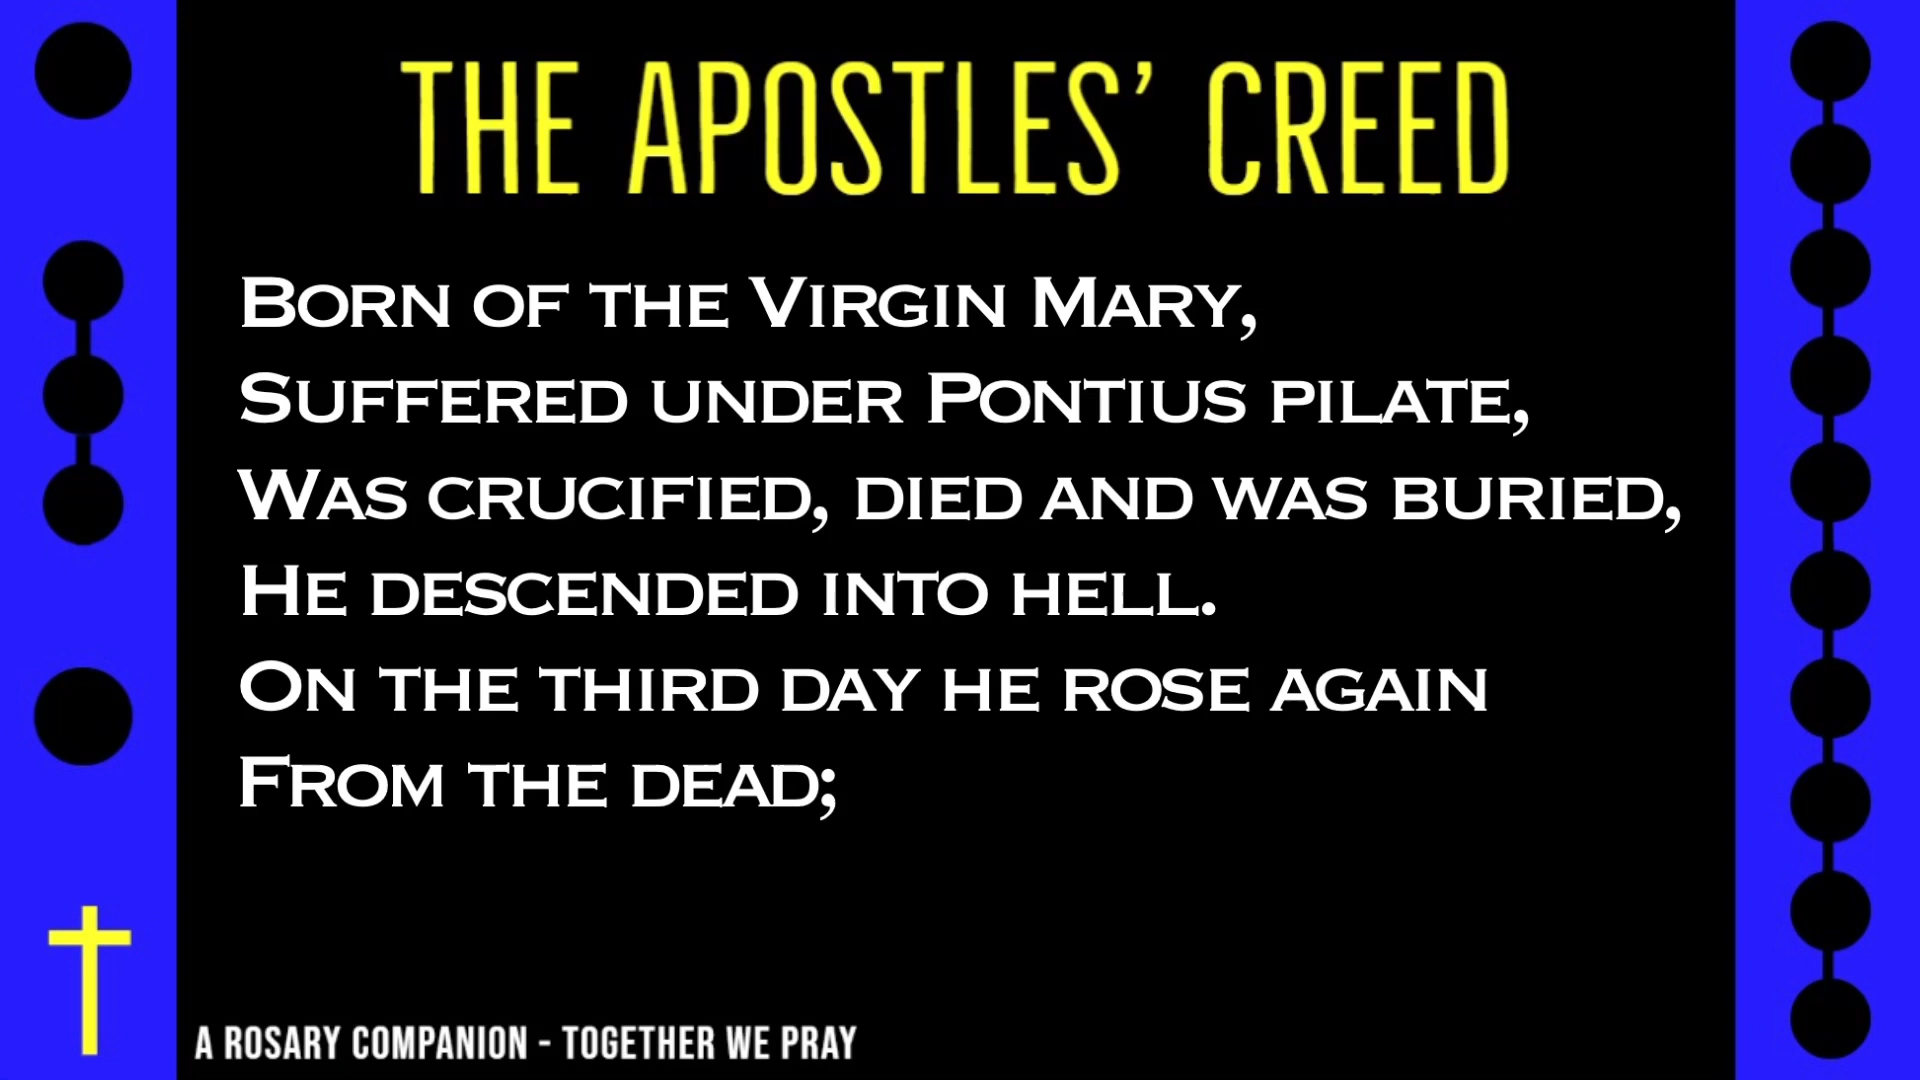 THE APOSTLES’ CREED
Born of the Virgin Mary,
Suffered under Pontius pilate,
Was crucified, died and was buried,
He descended into hell.
On the third day he rose again
From the dead;
A ROSARY COMPANION - TOGETHER WE PRAY